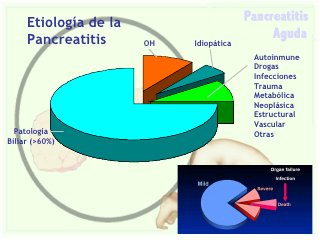 Etiología de la
Pancreatitis
Pancreatitis
Aguda
OH
Idiopática
Autoinmune
Drogas
Infecciones
Trauma
Metabólica
Neoplásica
Estructural
Vascular
Otras
Patología
Biliar (>60%)
Organ failure
Infection
Mild
Severe
Death